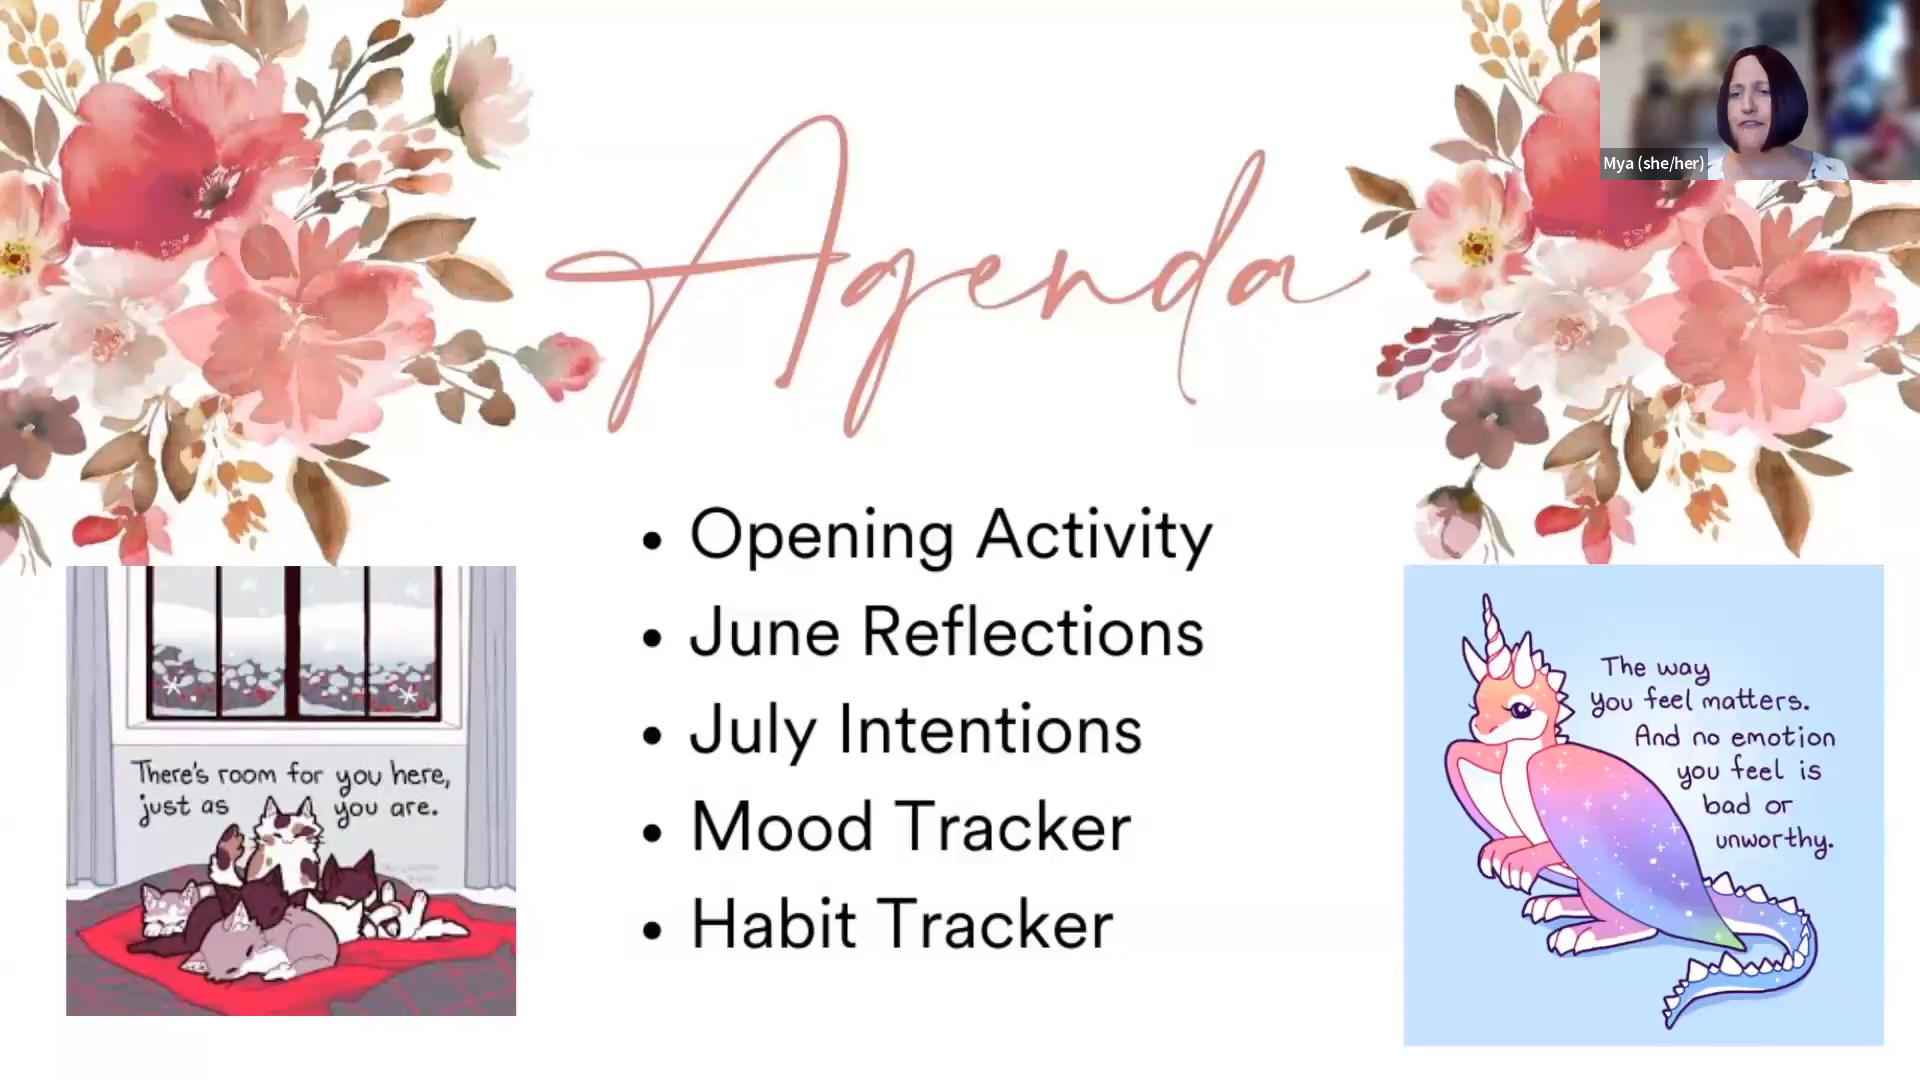 Agenda
Mya (she/her)
• Opening Activity
• June Reflections
• July Intentions
• Mood Tracker
• Habit Tracker
There's room for you here,
just as you are.
The way
you feel matters.
And no emotion
you feel is
bad or
unworthy.